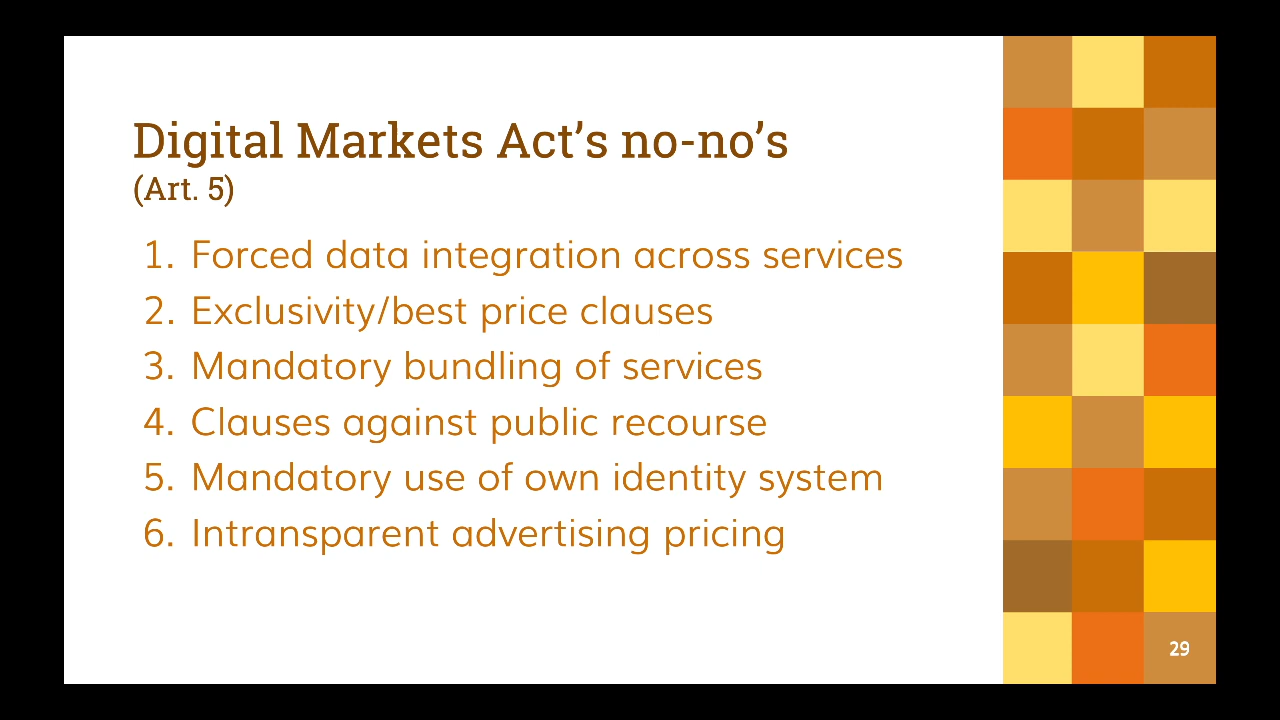 Digital Markets Act’s no-no’s
(Art. 5)
1. Forced data integration across services
2. Exclusivity/best price clauses
3. Mandatory bundling of services
4. Clauses against public recourse
5. Mandatory use of own identity system
6. Intransparent advertising pricing
29